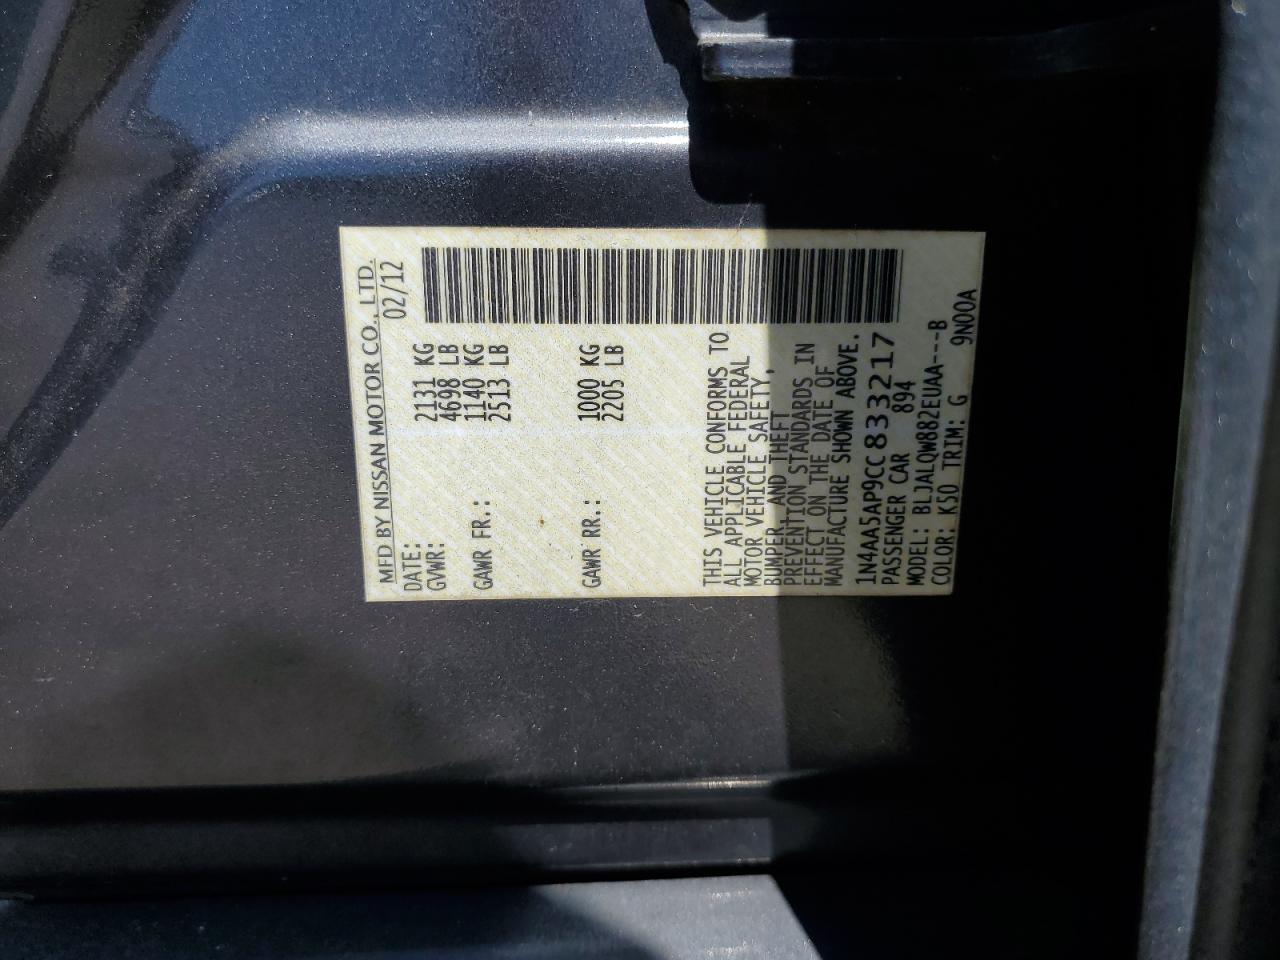 MFD BY NISSAN MOTOR CO., LTD.
DATE: 02/12
GVWR: 2131 KG
4698 LB
GAWR FR.: 1140 KG
2513 LB
GAWR RR.: 1000 KG
2205 LB
THIS VEHICLE CONFORMS TO
ALL APPLICABLE FEDERAL
MOTOR VEHICLE SAFETY,
BUMPER, AND THEFT
PREVENTION STANDARDS IN
EFFECT ON THE DATE OF
MANUFACTURE SHOWN ABOVE.
1N4AA5AP9CC833217
PASSENGER CAR 894
MODEL: BLJALQW882EUAA---B
COLOR: K50 TRIM: G 9N00A